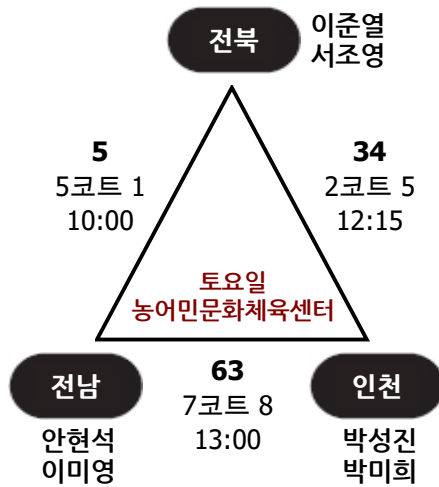 전북
이준열
서조영
5
5코트 1
10:00
34
2코트 5
12:15
토요일
농어민문화체육센터
전남
63
7코트 8
13:00
인천
안현석
이미영
박성진
박미희